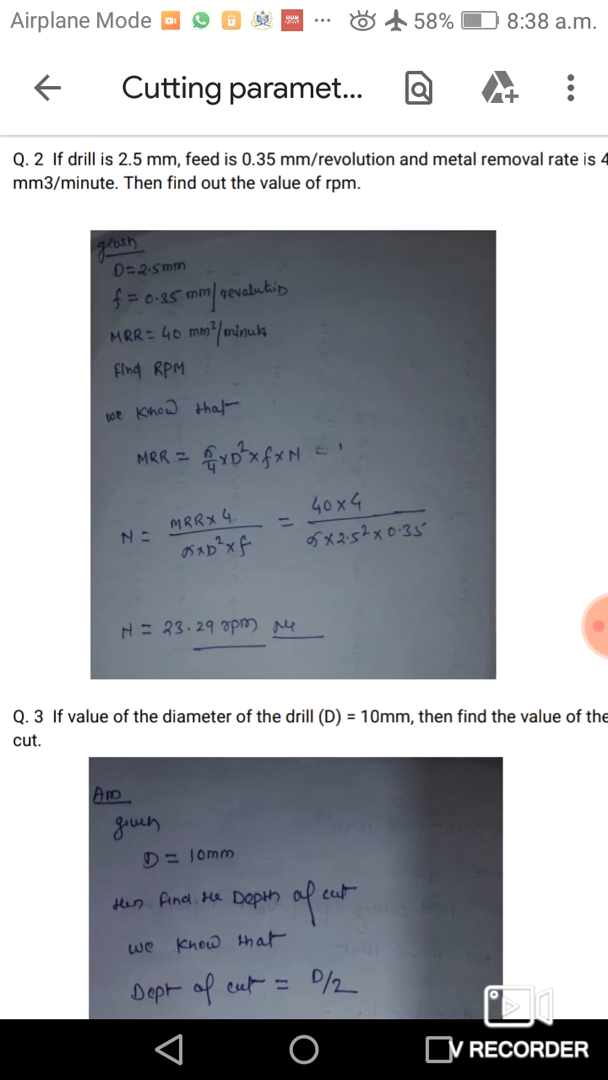 Airplane Mode ... 58% 8:38 a.m.
Cutting paramet...
Q. 2 If drill is 2.5 mm, feed is 0.35 mm/revolution and metal removal rate is 4
mm3/minute. Then find out the value of rpm.
given
D = 2.5mm
f = 0.35 mm/revolution
MRR = 40 mm³/minute
find RPM
we know that
MRR = π/4 x D² x f x N =
N = MRR x 4 / π x D² x f = 40 x 4 / π x 2.5² x 0.35
N = 23.29 rpm
Q. 3 If value of the diameter of the drill (D) = 10mm, then find the value of the
cut.
given
D = 10mm
then find the Depth of cut
we know that
Dept of cut = D/2
V RECORDER